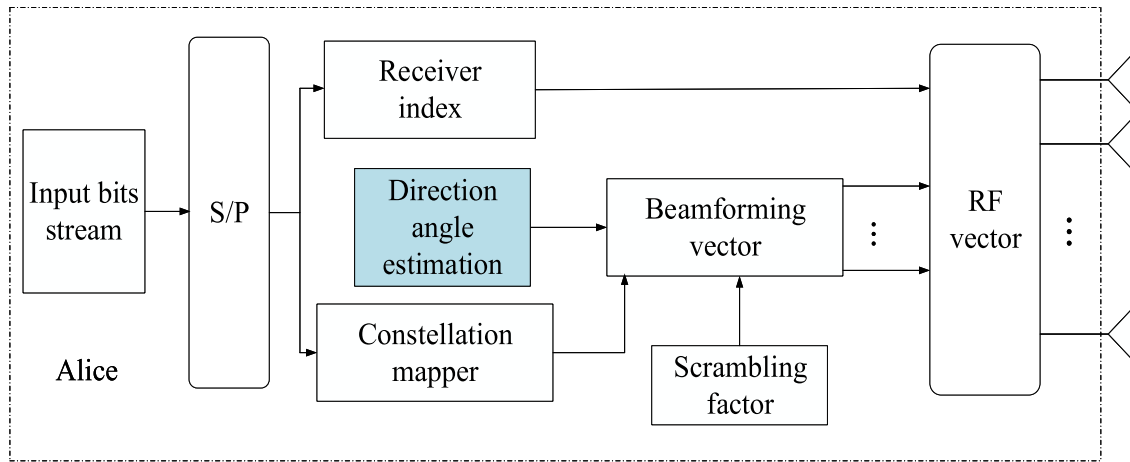 Input bits
stream
Alice
S/P
Receiver
index
Direction
angle
estimation
Constellation
mapper
Beamforming
vector
Scrambling
factor
RF
vector